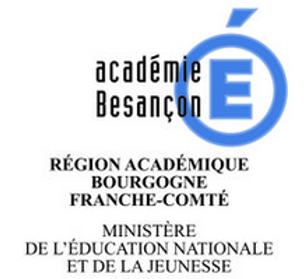 académie
Besançon
É
RÉGION ACADÉMIQUE
BOURGOGNE
FRANCHE-COMTÉ
MINISTÈRE
DE L'ÉDUCATION NATIONALE
ET DE LA JEUNESSE